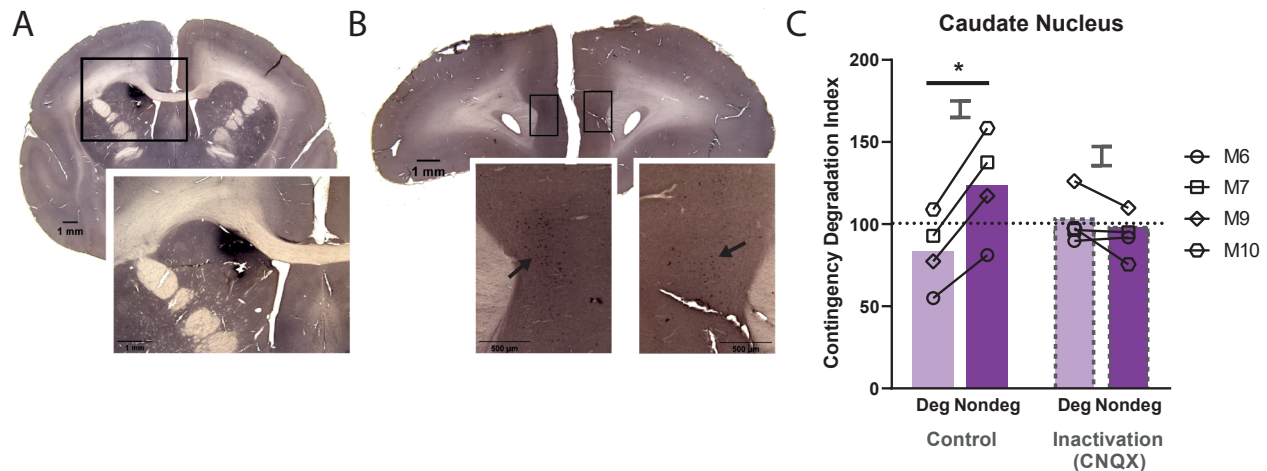 A
1 mm
1 mm
B
1 mm
500 µm
500 µm
C
Caudate Nucleus
Contingency Degradation Index
200
150
100
50
0
*
Deg Nondeg
Deg Nondeg
Control
Inactivation
(CNQX)
M6
M7
M9
M10